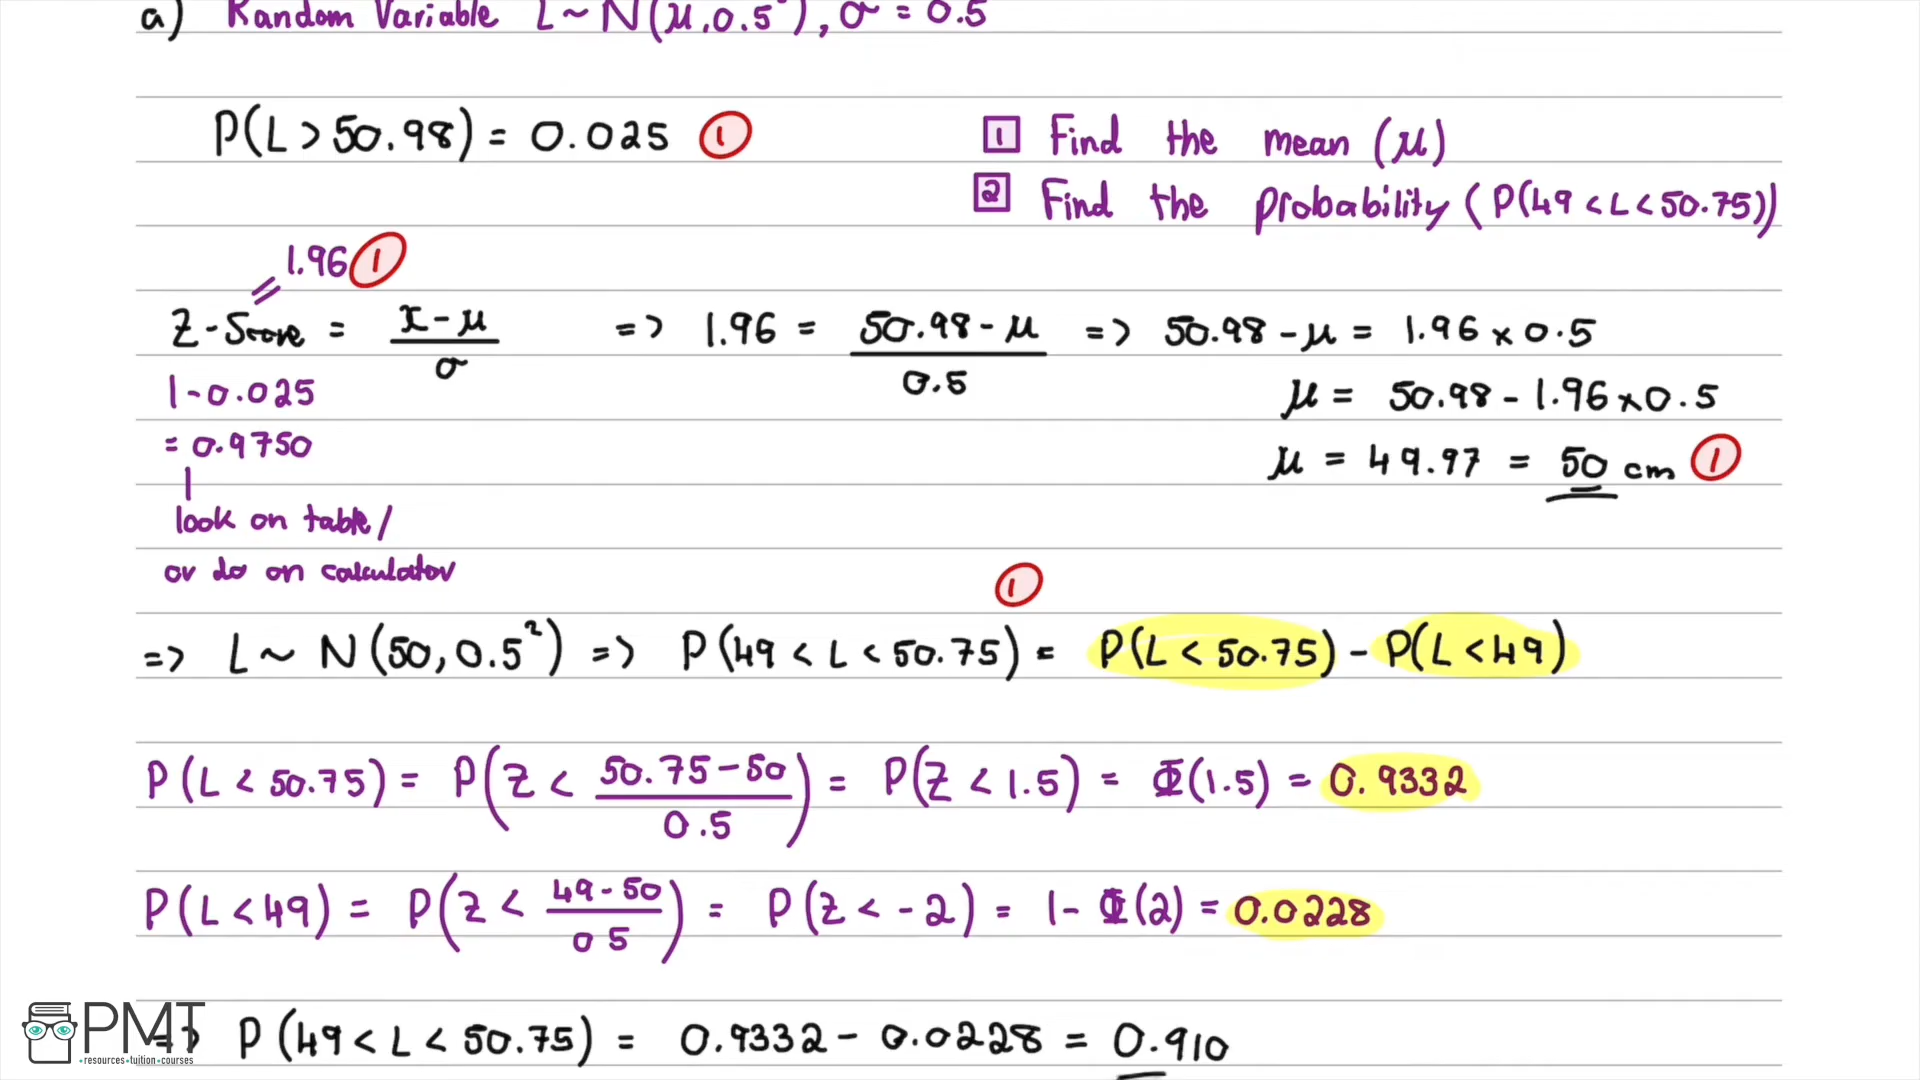 a) Random Variable L ~ N(μ, 0.5²), σ = 0.5
P(L > 50.98) = 0.025 ①
1 Find the mean (μ)
2 Find the probability (P(49 < L < 50.75))
1.96 ①
Z-Score = (x - μ)/σ => 1.96 = (50.98 - μ)/0.5 => 50.98 - μ = 1.96 × 0.5
1 - 0.025
μ = 50.98 - 1.96 × 0.5
= 0.9750
μ = 49.97 = 50 cm ①
look on table /
or do on calculator
①
=> L ~ N(50, 0.5²) => P(49 < L < 50.75) = P(L < 50.75) - P(L < 49)
P(L < 50.75) = P(Z < (50.75 - 50)/0.5) = P(Z < 1.5) = Φ(1.5) = 0.9332
P(L < 49) = P(Z < (49 - 50)/0 5) = P(Z < -2) = 1 - Φ(2) = 0.0228
=> P(49 < L < 50.75) = 0.9332 - 0.0228 = 0.910
PMT
•resources•tuition•courses